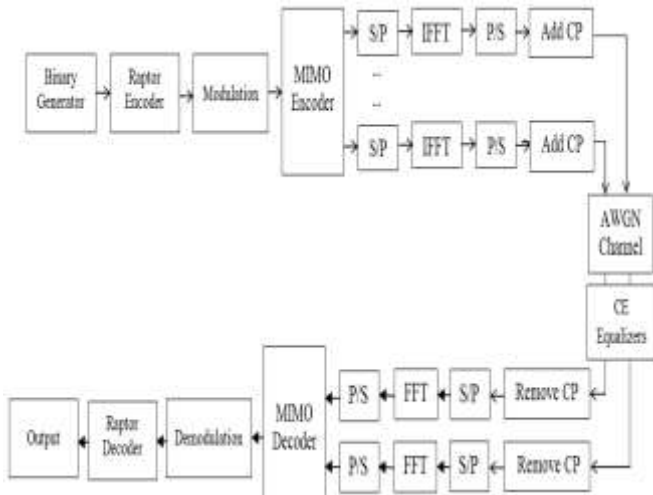 S/P IFFT P/S Add CP
Binary
Generator
Raptor
Encoder
Modulation
MIMO
Encoder
S/P IFFT P/S Add CP
AWGN
Channel
CE
Equalizers
P/S FFT S/P Remove CP
Output
Raptor
Decoder
Demodulation
MIMO
Decoder
P/S FFT S/P Remove CP